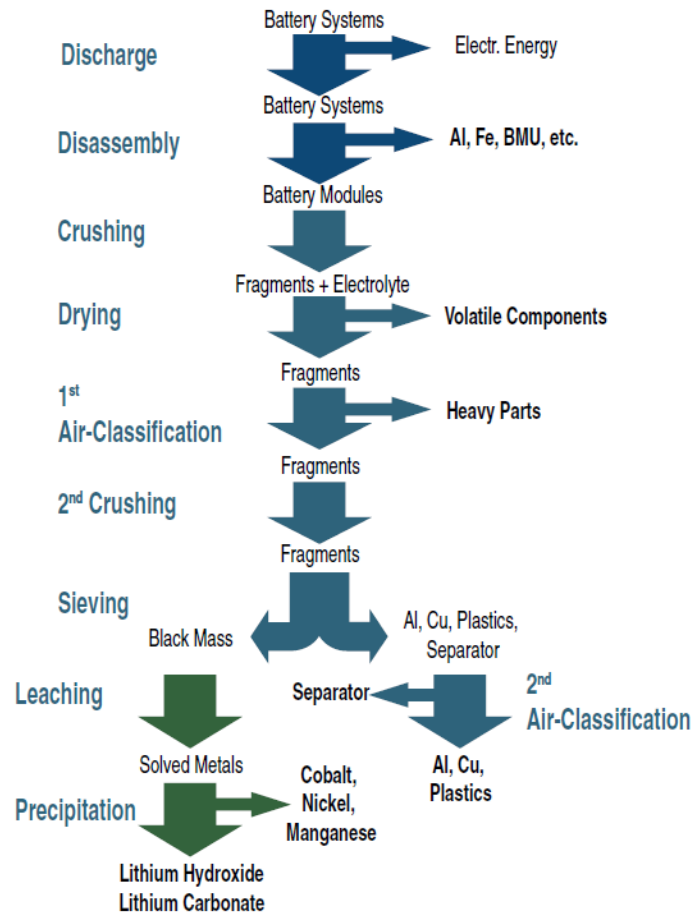 Battery Systems
Discharge
Electr. Energy
Battery Systems
Disassembly
Al, Fe, BMU, etc.
Battery Modules
Crushing
Fragments + Electrolyte
Drying
Volatile Components
Fragments
1st
Air-Classification
Heavy Parts
Fragments
2nd Crushing
Fragments
Sieving
Black Mass
Al, Cu, Plastics,
Separator
Leaching
Separator
2nd
Air-Classification
Solved Metals
Al, Cu,
Plastics
Precipitation
Cobalt,
Nickel,
Manganese
Lithium Hydroxide
Lithium Carbonate